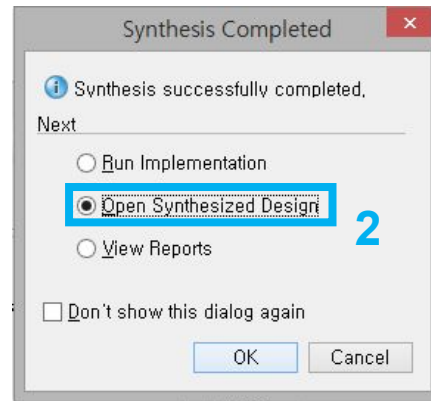 Synthesis Completed
Synthesis successfully completed,
Next
Run Implementation
Open Synthesized Design
2
View Reports
Don't show this dialog again
OK Cancel